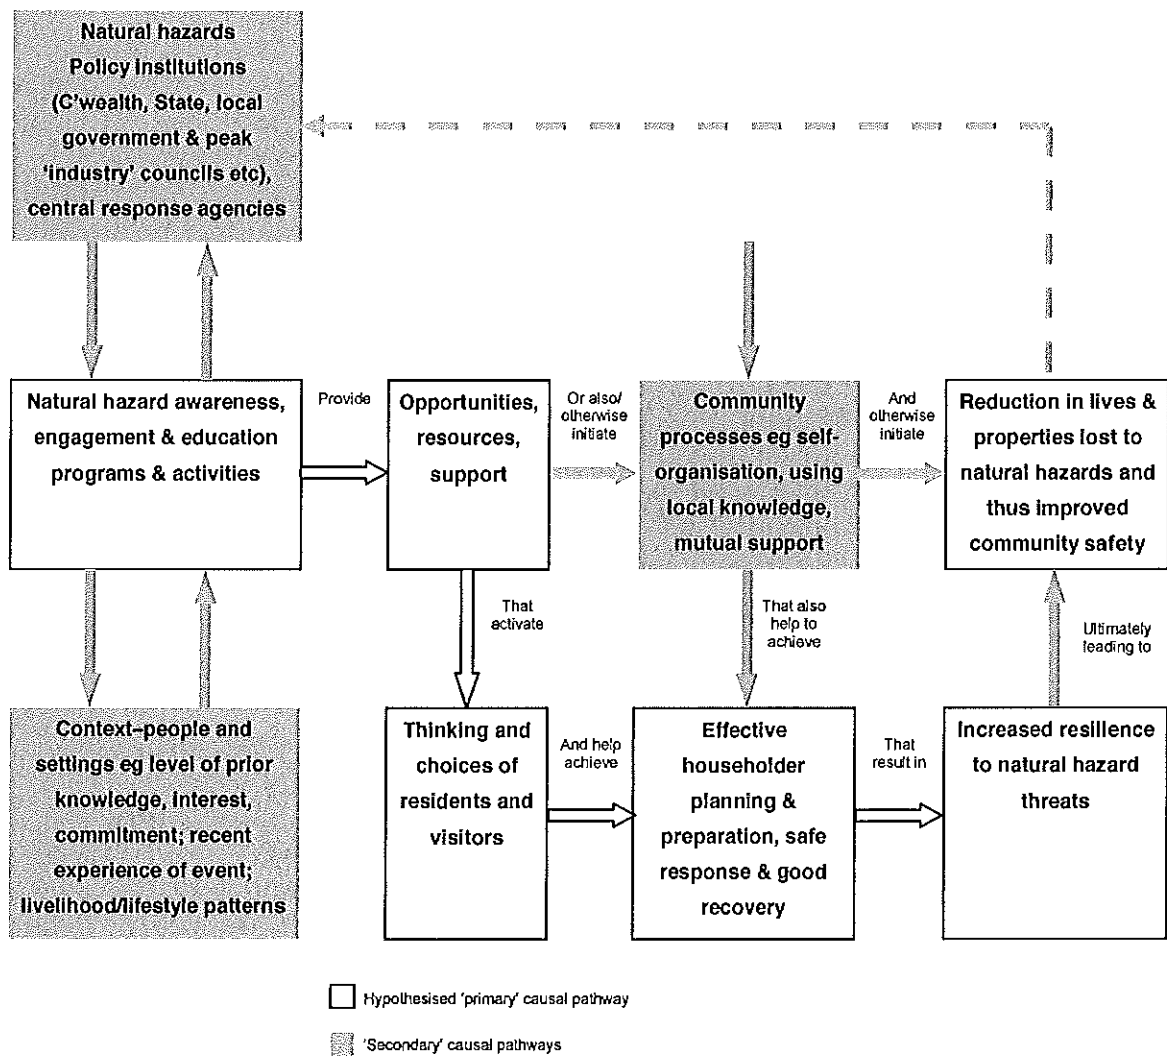 Natural hazards
Policy institutions
(C'wealth, State, local
government & peak
'industry' councils etc),
central response agencies
Natural hazard awareness,
engagement & education
programs & activities
Provide
Opportunities,
resources,
support
Or also/
otherwise
initiate
Community
processes eg self-
organisation, using
local knowledge,
mutual support
And
otherwise
initiate
Reduction in lives &
properties lost to
natural hazards and
thus improved
community safety
That
activate
That also
help to
achieve
Ultimately
leading to
Context–people and
settings eg level of prior
knowledge, interest,
commitment; recent
experience of event;
livelihood/lifestyle patterns
Thinking and
choices of
residents and
visitors
And help
achieve
Effective
householder
planning &
preparation, safe
response & good
recovery
That
result in
Increased resilience
to natural hazard
threats
Hypothesised 'primary' causal pathway
'Secondary' causal pathways